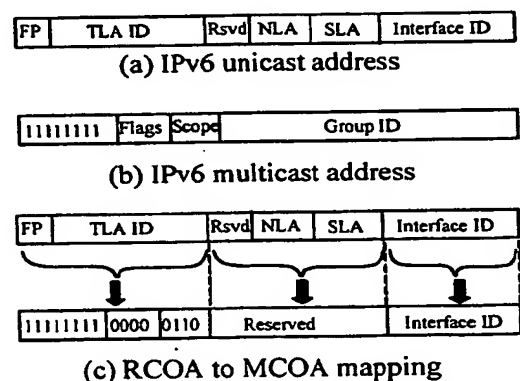 FP TLA ID Rsvd NLA SLA Interface ID
(a) IPv6 unicast address
11111111 Flags Scope Group ID
(b) IPv6 multicast address
FP TLA ID Rsvd NLA SLA Interface ID
11111111 0000 0110 Reserved Interface ID
(c) RCOA to MCOA mapping